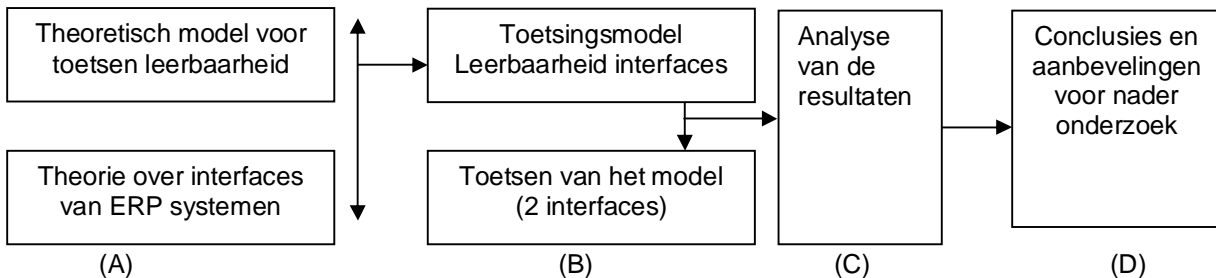 Theoretisch model voor
toetsen leerbaarheid
Theorie over interfaces
van ERP systemen
(A)
Toetsingsmodel
Leerbaarheid interfaces
Toetsen van het model
(2 interfaces)
(B)
Analyse
van de
resultaten
(C)
Conclusies en
aanbevelingen
voor nader
onderzoek
(D)